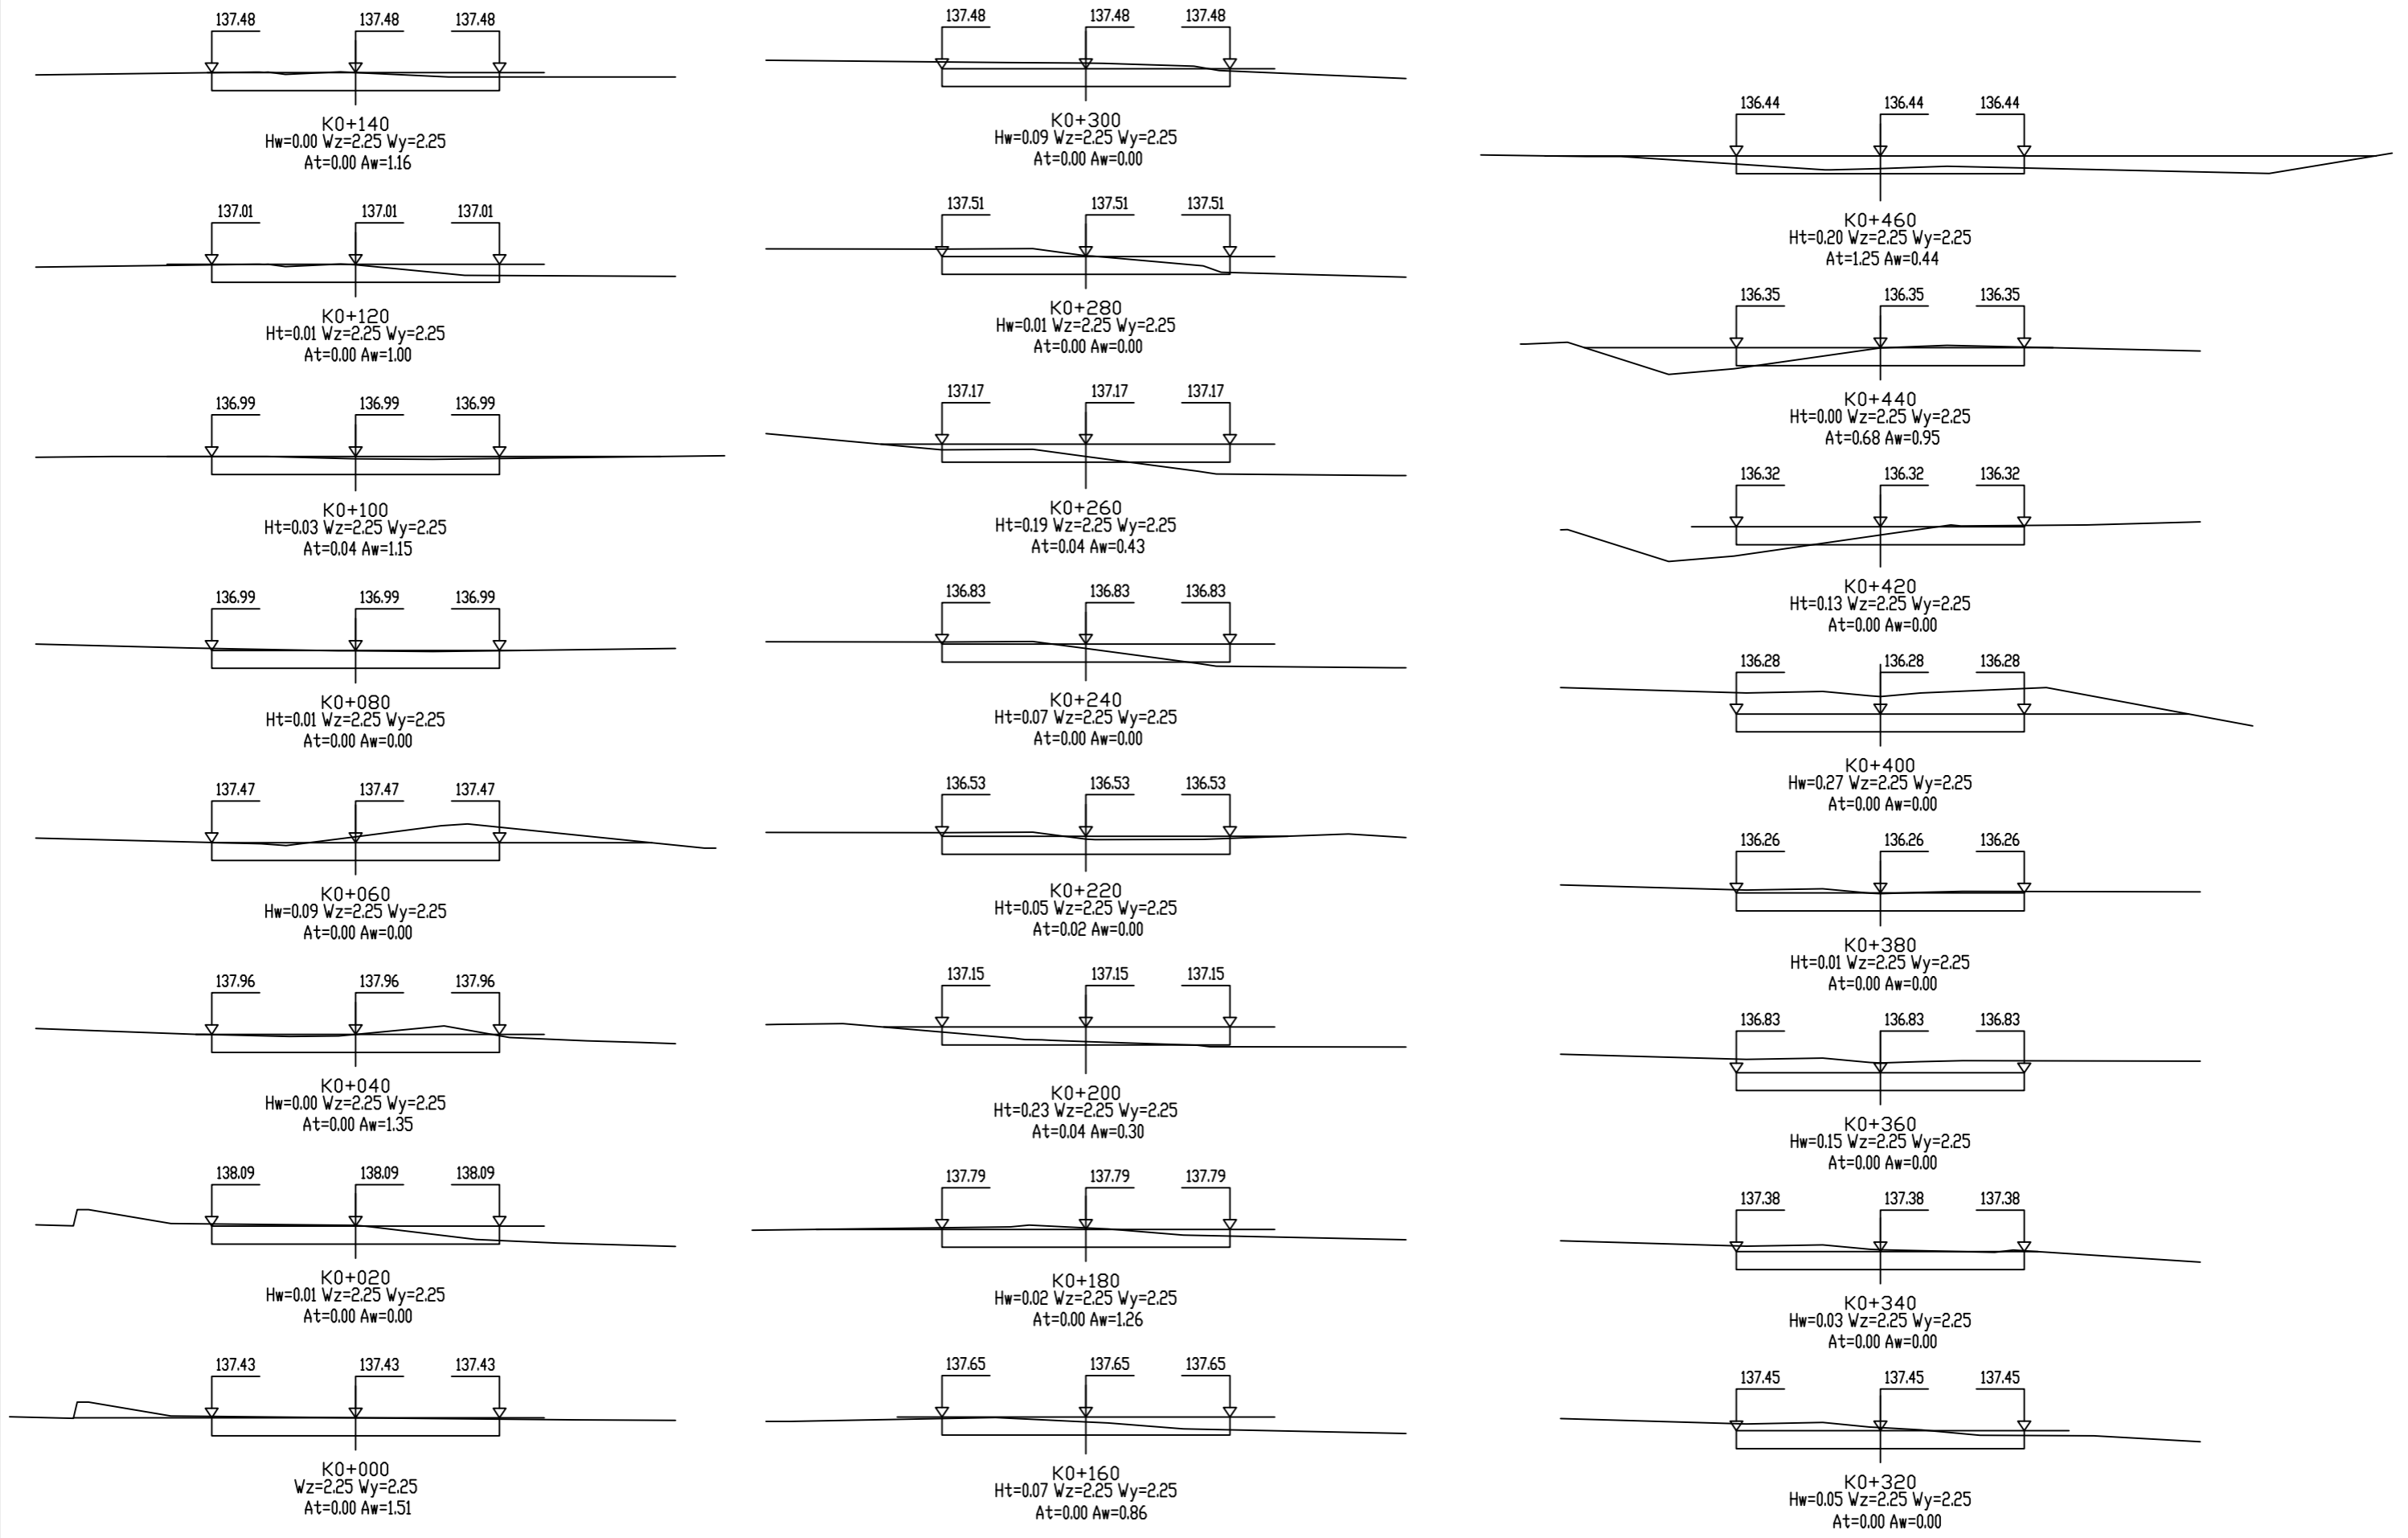 137.48 137.48 137.48
K0+140
Hw=0.00 Wz=2.25 Wy=2.25
At=0.00 Aw=1.16
137.01 137.01 137.01
K0+120
Ht=0.01 Wz=2.25 Wy=2.25
At=0.00 Aw=1.00
136.99 136.99 136.99
K0+100
Ht=0.03 Wz=2.25 Wy=2.25
At=0.04 Aw=1.15
136.99 136.99 136.99
K0+080
Ht=0.01 Wz=2.25 Wy=2.25
At=0.00 Aw=0.00
137.47 137.47 137.47
K0+060
Hw=0.09 Wz=2.25 Wy=2.25
At=0.00 Aw=0.00
137.96 137.96 137.96
K0+040
Hw=0.00 Wz=2.25 Wy=2.25
At=0.00 Aw=1.35
138.09 138.09 138.09
K0+020
Hw=0.01 Wz=2.25 Wy=2.25
At=0.00 Aw=0.00
137.43 137.43 137.43
K0+000
Wz=2.25 Wy=2.25
At=0.00 Aw=1.51
137.48 137.48 137.48
K0+300
Hw=0.09 Wz=2.25 Wy=2.25
At=0.00 Aw=0.00
137.51 137.51 137.51
K0+280
Hw=0.01 Wz=2.25 Wy=2.25
At=0.00 Aw=0.00
137.17 137.17 137.17
K0+260
Ht=0.19 Wz=2.25 Wy=2.25
At=0.04 Aw=0.43
136.83 136.83 136.83
K0+240
Ht=0.07 Wz=2.25 Wy=2.25
At=0.00 Aw=0.00
136.53 136.53 136.53
K0+220
Ht=0.05 Wz=2.25 Wy=2.25
At=0.02 Aw=0.00
137.15 137.15 137.15
K0+200
Ht=0.23 Wz=2.25 Wy=2.25
At=0.04 Aw=0.30
137.79 137.79 137.79
K0+180
Hw=0.02 Wz=2.25 Wy=2.25
At=0.00 Aw=1.26
137.65 137.65 137.65
K0+160
Ht=0.07 Wz=2.25 Wy=2.25
At=0.00 Aw=0.86
136.44 136.44 136.44
K0+460
Ht=0.20 Wz=2.25 Wy=2.25
At=1.25 Aw=0.44
136.35 136.35 136.35
K0+440
Ht=0.00 Wz=2.25 Wy=2.25
At=0.68 Aw=0.95
136.32 136.32 136.32
K0+420
Ht=0.13 Wz=2.25 Wy=2.25
At=0.00 Aw=0.00
136.28 136.28 136.28
K0+400
Hw=0.27 Wz=2.25 Wy=2.25
At=0.00 Aw=0.00
136.26 136.26 136.26
K0+380
Ht=0.01 Wz=2.25 Wy=2.25
At=0.00 Aw=0.00
136.83 136.83 136.83
K0+360
Hw=0.15 Wz=2.25 Wy=2.25
At=0.00 Aw=0.00
137.38 137.38 137.38
K0+340
Hw=0.03 Wz=2.25 Wy=2.25
At=0.00 Aw=0.00
137.45 137.45 137.45
K0+320
Hw=0.05 Wz=2.25 Wy=2.25
At=0.00 Aw=0.00